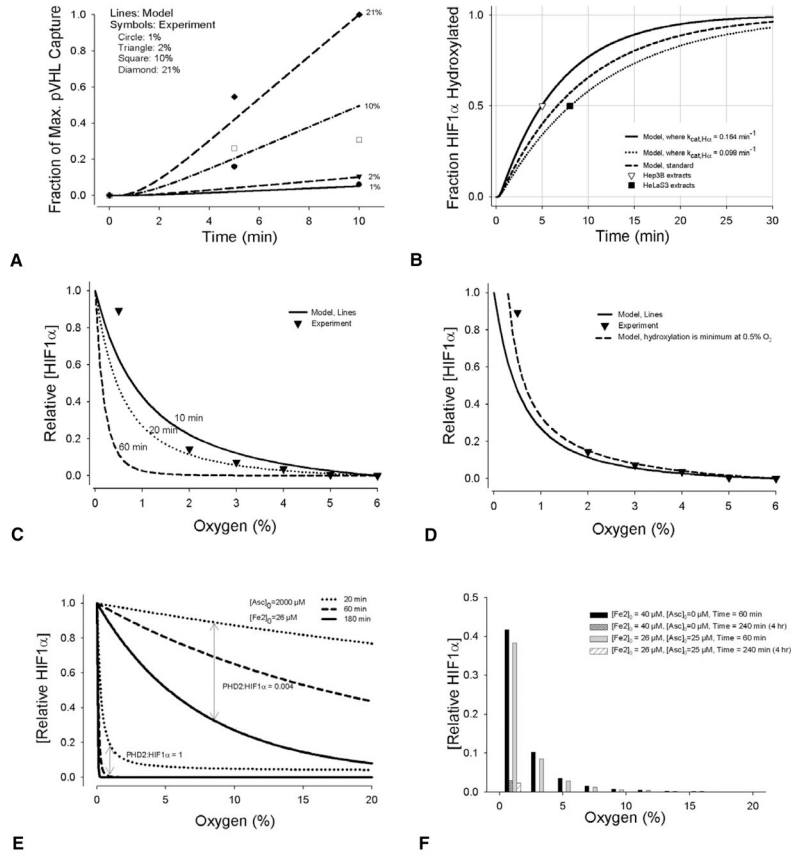 Fraction of Max. pVHL Capture
1.0
0.8
0.6
0.4
0.2
0.0
Lines: Model
Symbols: Experiment
Circle: 1%
Triangle: 2%
Square: 10%
Diamond: 21%
21%
10%
2%
1%
0 2 4 6 8 10
Time (min)
A
Fraction HIF1α Hydroxylated
1.0
0.5
0.0
Model, where kcat,Hα = 0.164 min⁻¹
Model, where kcat,Hα = 0.098 min⁻¹
Model, standard
Hep3B extracts
HeLaS3 extracts
0 5 10 15 20 25 30
Time (min)
B
Relative [HIF1α]
1.0
0.8
0.6
0.4
0.2
0.0
Model, Lines
Experiment
10 min
20 min
60 min
0 1 2 3 4 5 6
Oxygen (%)
C
Relative [HIF1α]
1.0
0.8
0.6
0.4
0.2
0.0
Model, Lines
Experiment
Model, hydroxylation is minimum at 0.5% O₂
0 1 2 3 4 5 6
Oxygen (%)
D
[Relative HIF1α]
1.0
0.8
0.6
0.4
0.2
0.0
[Asc]₀=2000 µM
[Fe2]₀=26 µM
20 min
60 min
180 min
PHD2:HIF1α = 0.004
PHD2:HIF1α = 1
0 5 10 15 20
Oxygen (%)
E
[Relative HIF1α]
0.5
0.4
0.3
0.2
0.1
0.0
[Fe2]₀ = 40 µM, [Asc]₀=0 µM, Time = 60 min
[Fe2]₀ = 40 µM, [Asc]₀=0 µM, Time = 240 min (4 hr)
[Fe2]₀ = 26 µM, [Asc]₀=25 µM, Time = 60 min
[Fe2]₀ = 26 µM, [Asc]₀=25 µM, Time = 240 min (4 hr)
0 5 10 15 20
Oxygen (%)
F